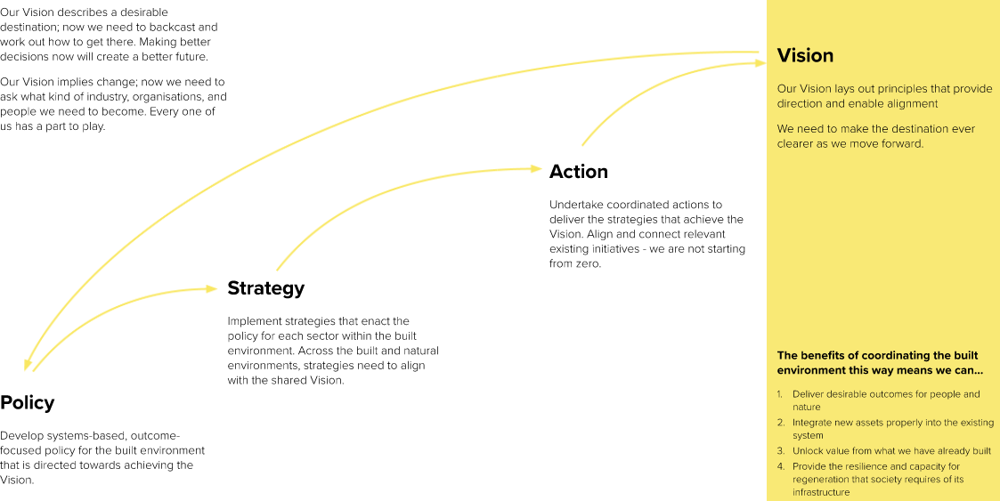 Our Vision describes a desirable
destination; now we need to backcast and
work out how to get there. Making better
decisions now will create a better future.
Our Vision implies change; now we need to
ask what kind of industry, organisations, and
people we need to become. Every one of
us has a part to play.
Vision
Our Vision lays out principles that provide
direction and enable alignment
We need to make the destination ever
clearer as we move forward.
Action
Undertake coordinated actions to
deliver the strategies that achieve the
Vision. Align and connect relevant
existing initiatives - we are not starting
from zero.
Strategy
Implement strategies that enact the
policy for each sector within the built
environment. Across the built and natural
environments, strategies need to align
with the shared Vision.
Policy
Develop systems-based, outcome-
focused policy for the built environment
that is directed towards achieving the
Vision.
The benefits of coordinating the built
environment this way means we can...
1. Deliver desirable outcomes for people and
nature
2. Integrate new assets properly into the existing
system
3. Unlock value from what we have already built
4. Provide the resilience and capacity for
regeneration that society requires of its
infrastructure